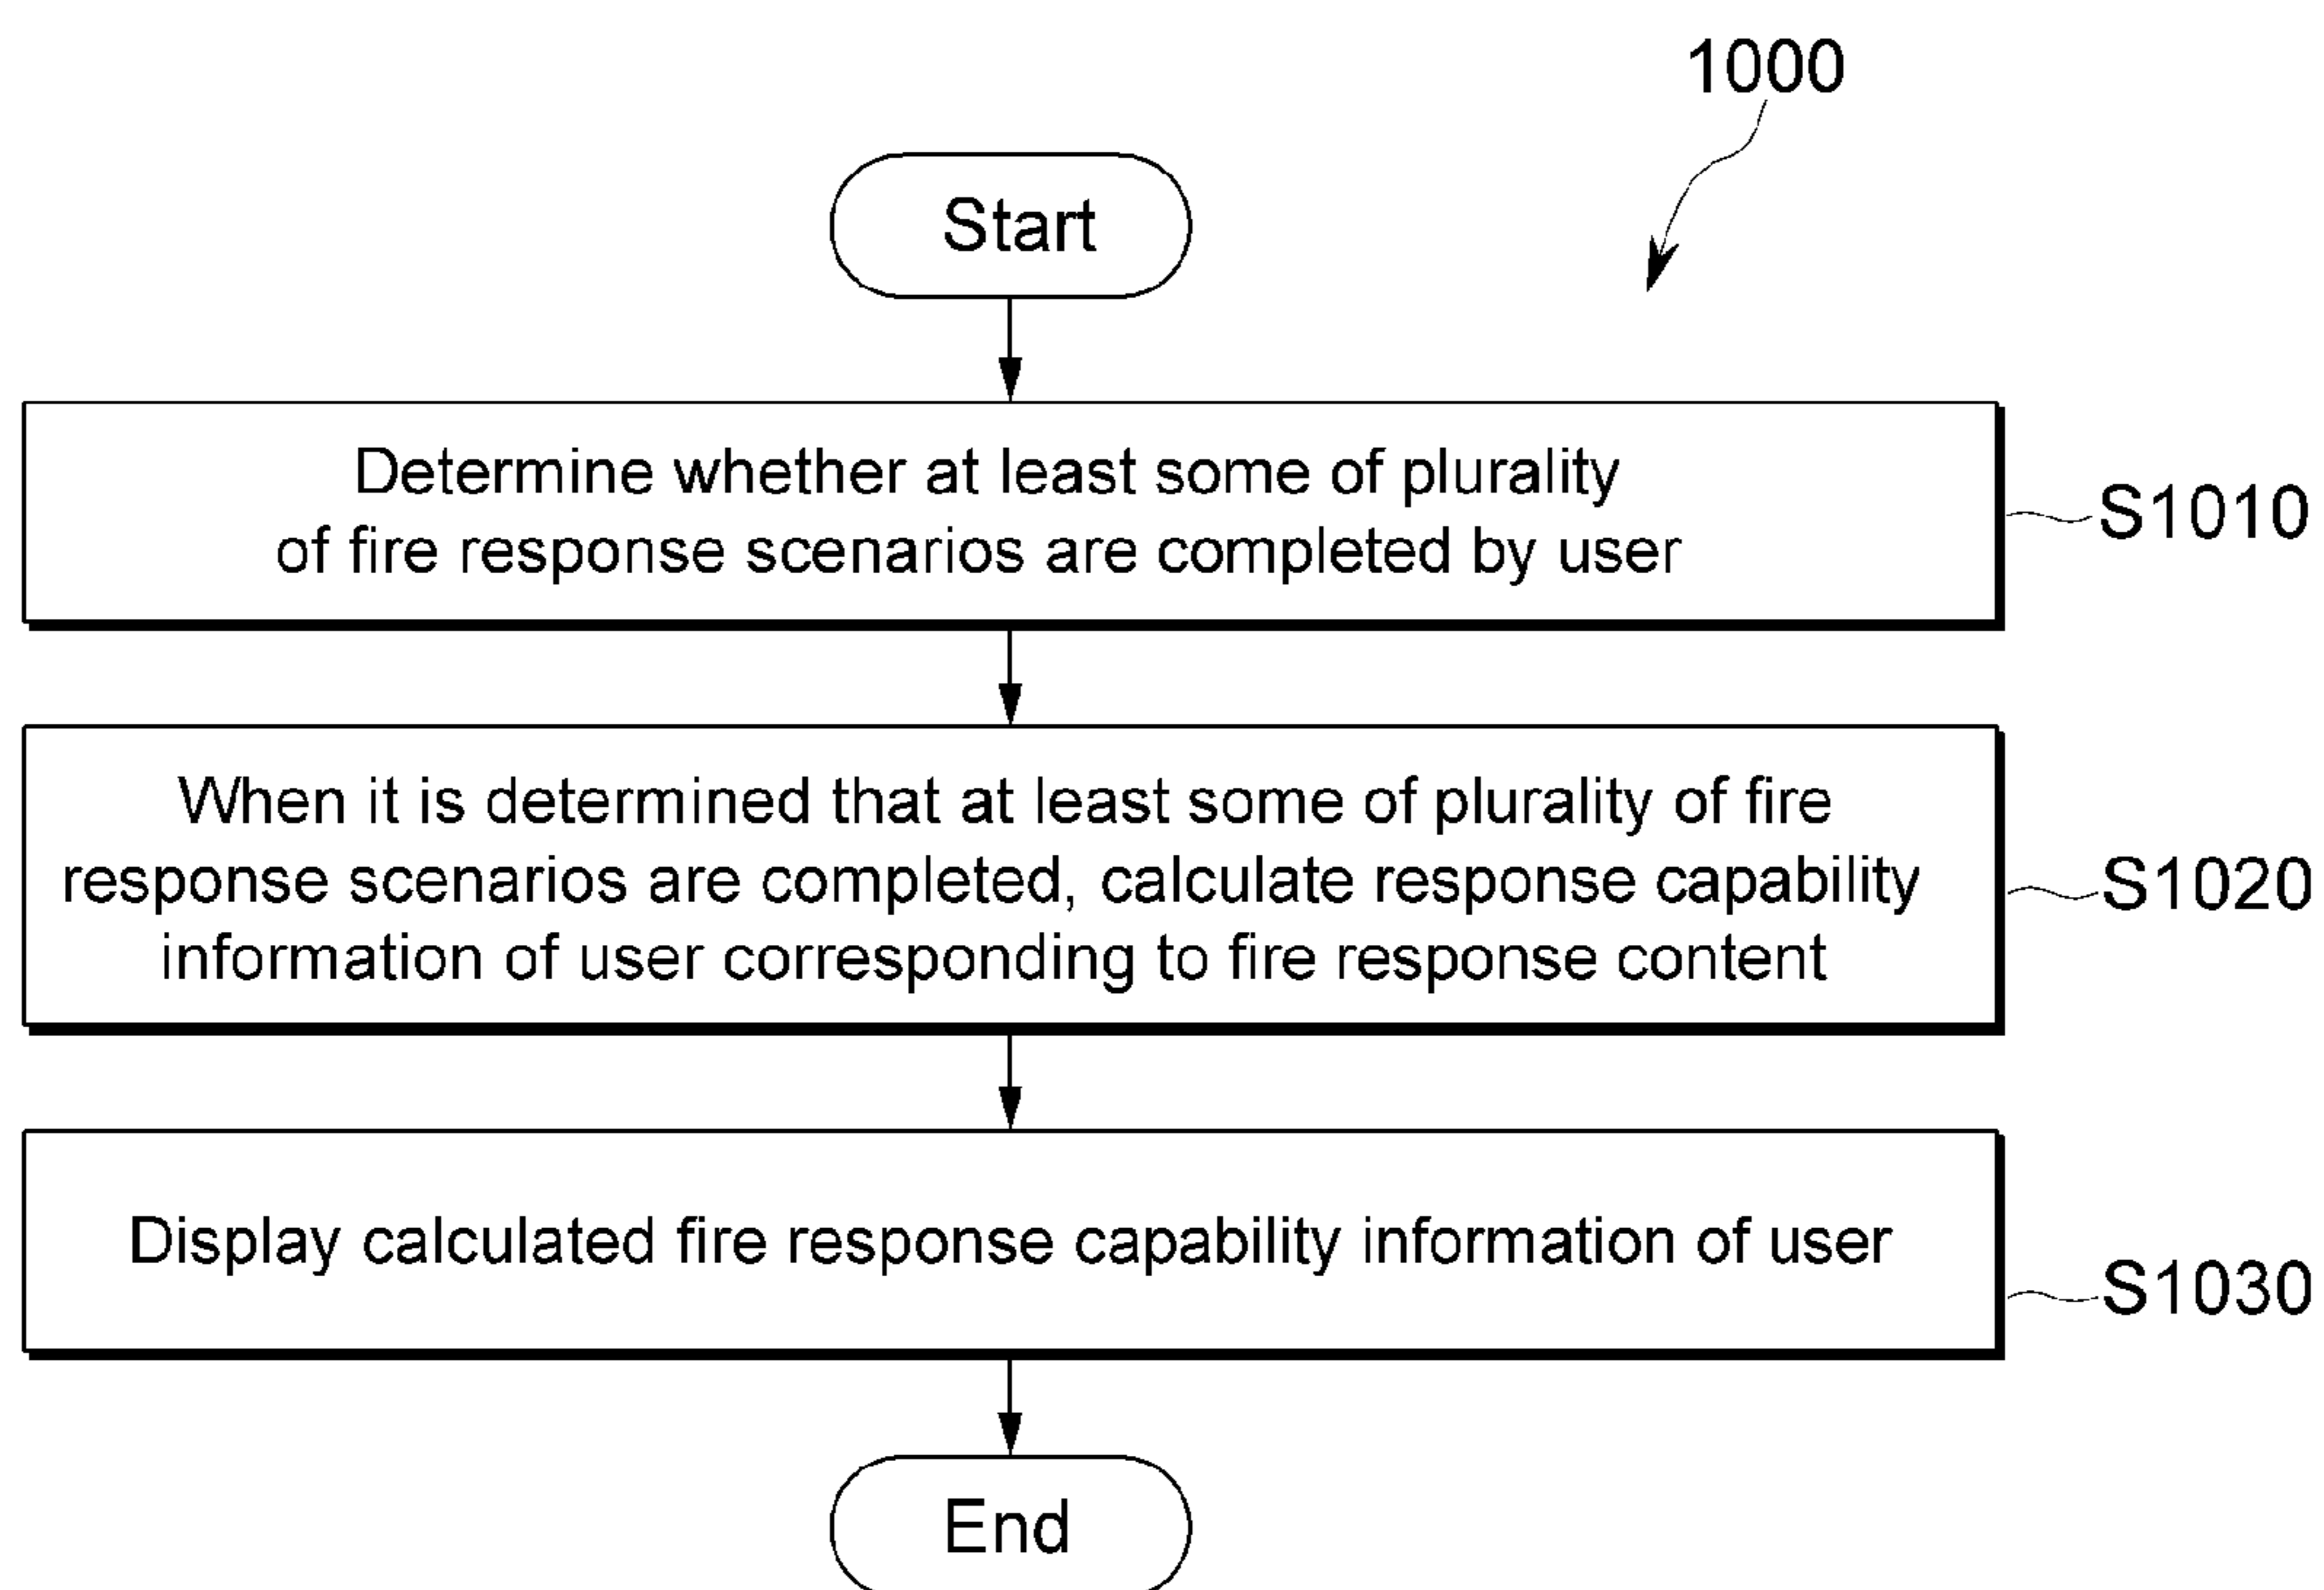 1000
Start
Determine whether at least some of plurality
of fire response scenarios are completed by user
S1010
When it is determined that at least some of plurality of fire
response scenarios are completed, calculate response capability
information of user corresponding to fire response content
S1020
Display calculated fire response capability information of user
S1030
End